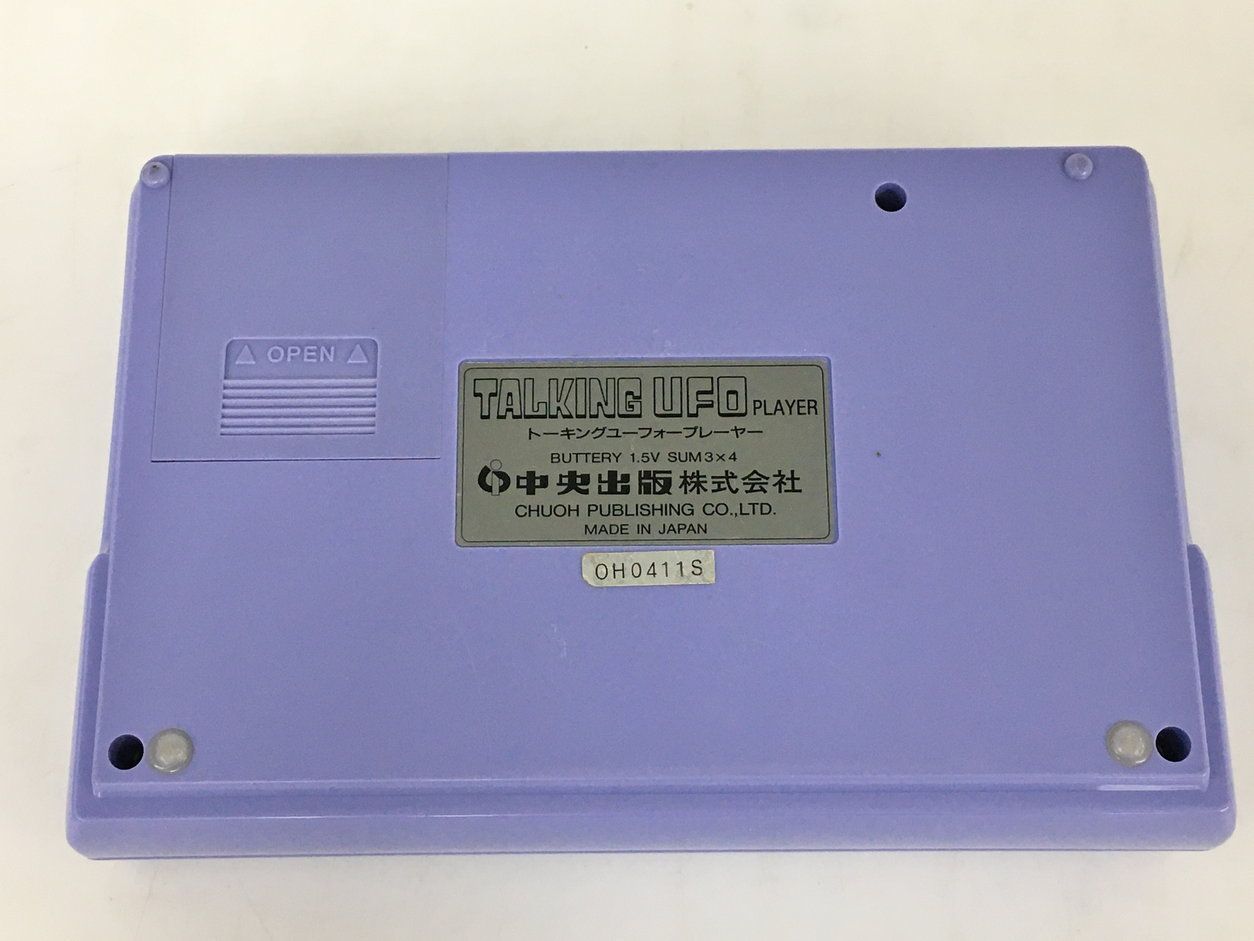 △ OPEN △
TALKING UFO PLAYER
トーキングユーフォープレーヤー
BUTTERY 1.5V SUM3×4
中央出版株式会社
CHUOH PUBLISHING CO.,LTD.
MADE IN JAPAN
OH0411S